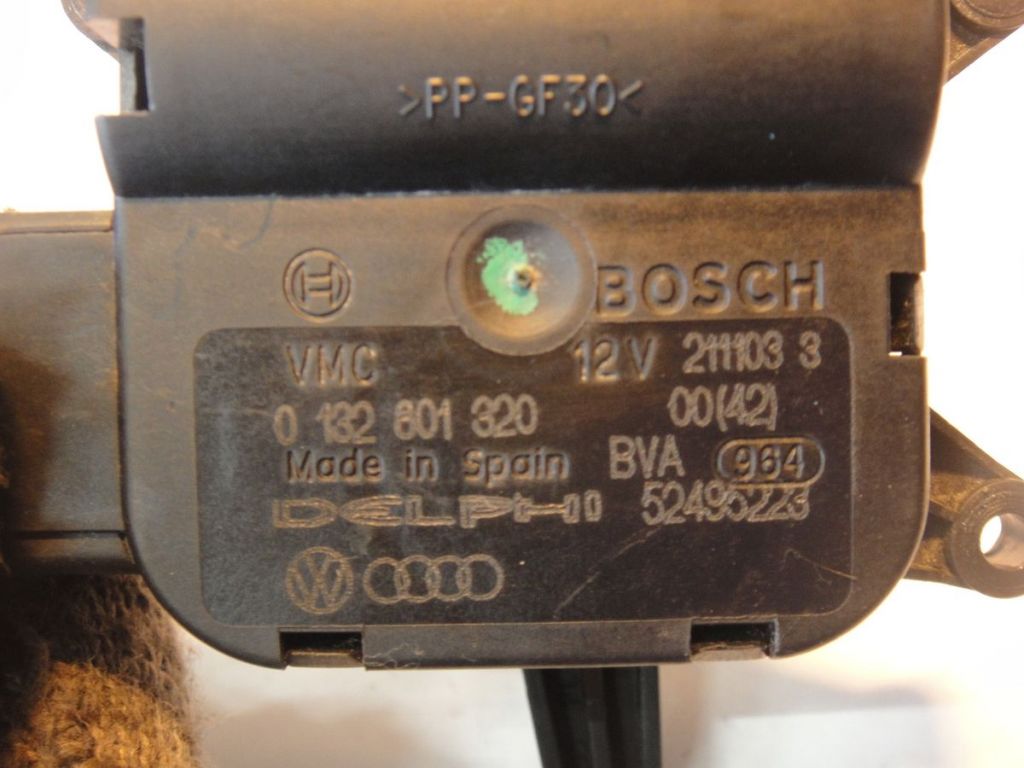 >PP-GF30<
BOSCH
VMC 12V 211103 3
0 132 801 320 00(42)
Made in Spain BVA 964
DELPHI 52495223